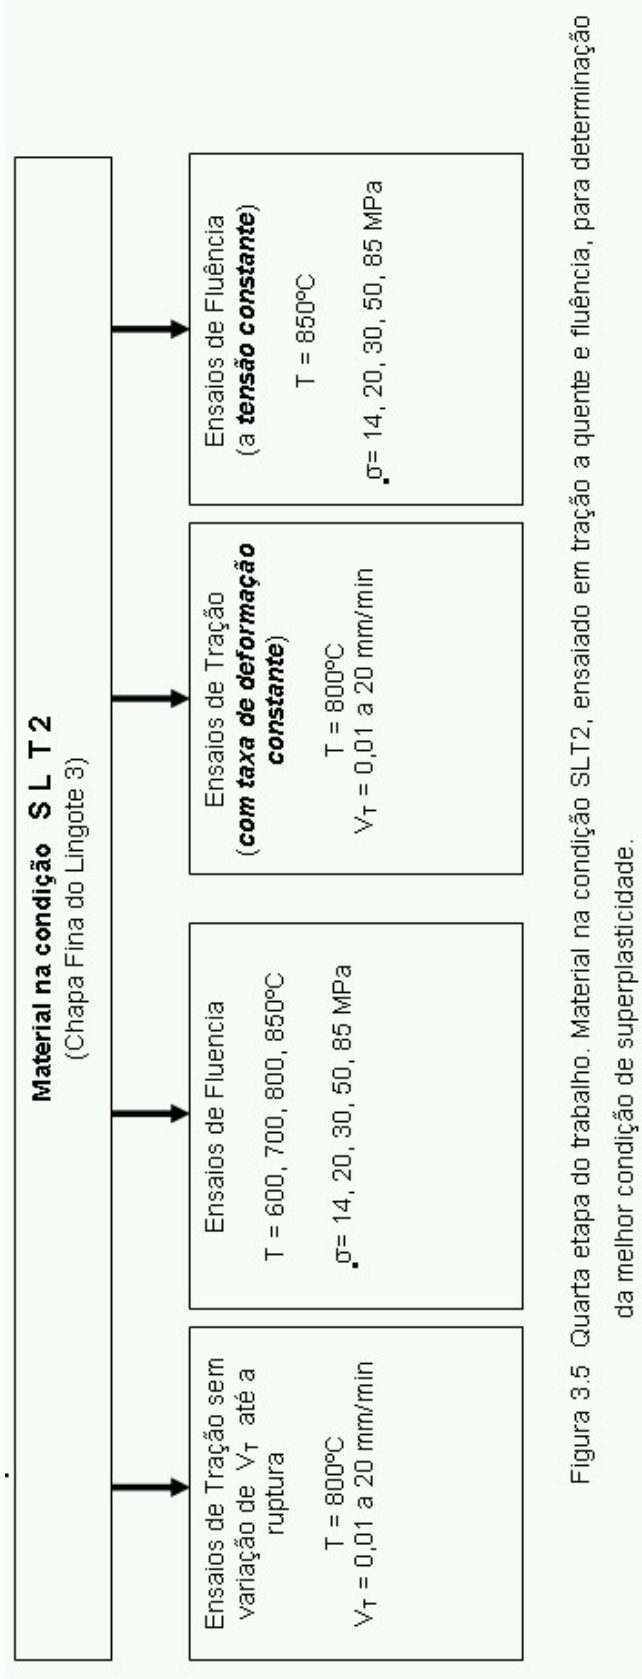 Material na condição S L T 2
(Chapa Fina do Lingote 3)
Ensaios de Tração sem
variação de VT até a
ruptura
T = 800ºC
VT = 0,01 a 20 mm/min
Ensaios de Fluencia
T = 600, 700, 800, 850ºC
σ= 14, 20, 30, 50, 85 MPa
Ensaios de Tração
(com taxa de deformação
constante)
T = 800ºC
VT = 0,01 a 20 mm/min
Ensaios de Fluência
(a tensão constante)
T = 850ºC
σ= 14, 20, 30, 50, 85 MPa
Figura 3.5 Quarta etapa do trabalho. Material na condição SLT2, ensaiado em tração a quente e fluência, para determinação
da melhor condição de superplasticidade.